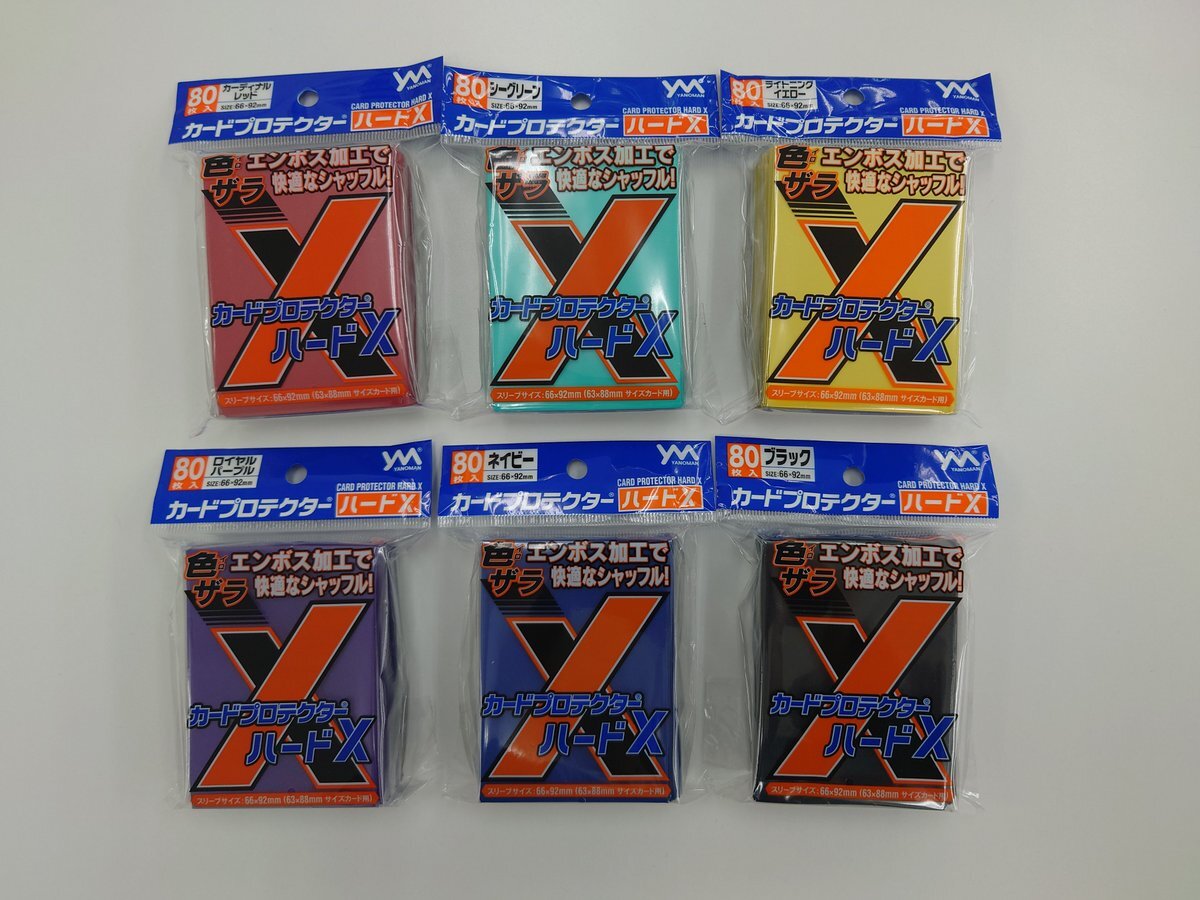 80
枚入
カーディナル
レッド
SIZE:66×92mm
YANOMAN
CARD PROTECTOR HARD X
カードプロテクター® ハードX
色 エンボス加工で
ザラ 快適なシャッフル!
カードプロテクター®
ハードX
スリーブサイズ:66×92mm (63×88mm サイズカード用)
80
枚入
シーグリーン
SIZE:66×92mm
YANOMAN
CARD PROTECTOR HARD X
カードプロテクター® ハードX
色 エンボス加工で
ザラ 快適なシャッフル!
カードプロテクター®
ハードX
スリーブサイズ:66×92mm (63×88mm サイズカード用)
80
枚入
ライトニング
イエロー
SIZE:66×92mm
YANOMAN
CARD PROTECTOR HARD X
カードプロテクター® ハードX
色 エンボス加工で
ザラ 快適なシャッフル!
カードプロテクター®
ハードX
スリーブサイズ:66×92mm (63×88mm サイズカード用)
80
枚入
ロイヤル
パープル
SIZE:66×92mm
YANOMAN
CARD PROTECTOR HARD X
カードプロテクター® ハードX
色 エンボス加工で
ザラ 快適なシャッフル!
カードプロテクター®
ハードX
スリーブサイズ:66×92mm (63×88mm サイズカード用)
80
枚入
ネイビー
SIZE:66×92mm
YANOMAN
CARD PROTECTOR HARD X
カードプロテクター® ハードX
色 エンボス加工で
ザラ 快適なシャッフル!
カードプロテクター®
ハードX
スリーブサイズ:66×92mm (63×88mm サイズカード用)
80
枚入
ブラック
SIZE:66×92mm
YANOMAN
CARD PROTECTOR HARD X
カードプロテクター® ハードX
色 エンボス加工で
ザラ 快適なシャッフル!
カードプロテクター®
ハードX
スリーブサイズ:66×92mm (63×88mm サイズカード用)